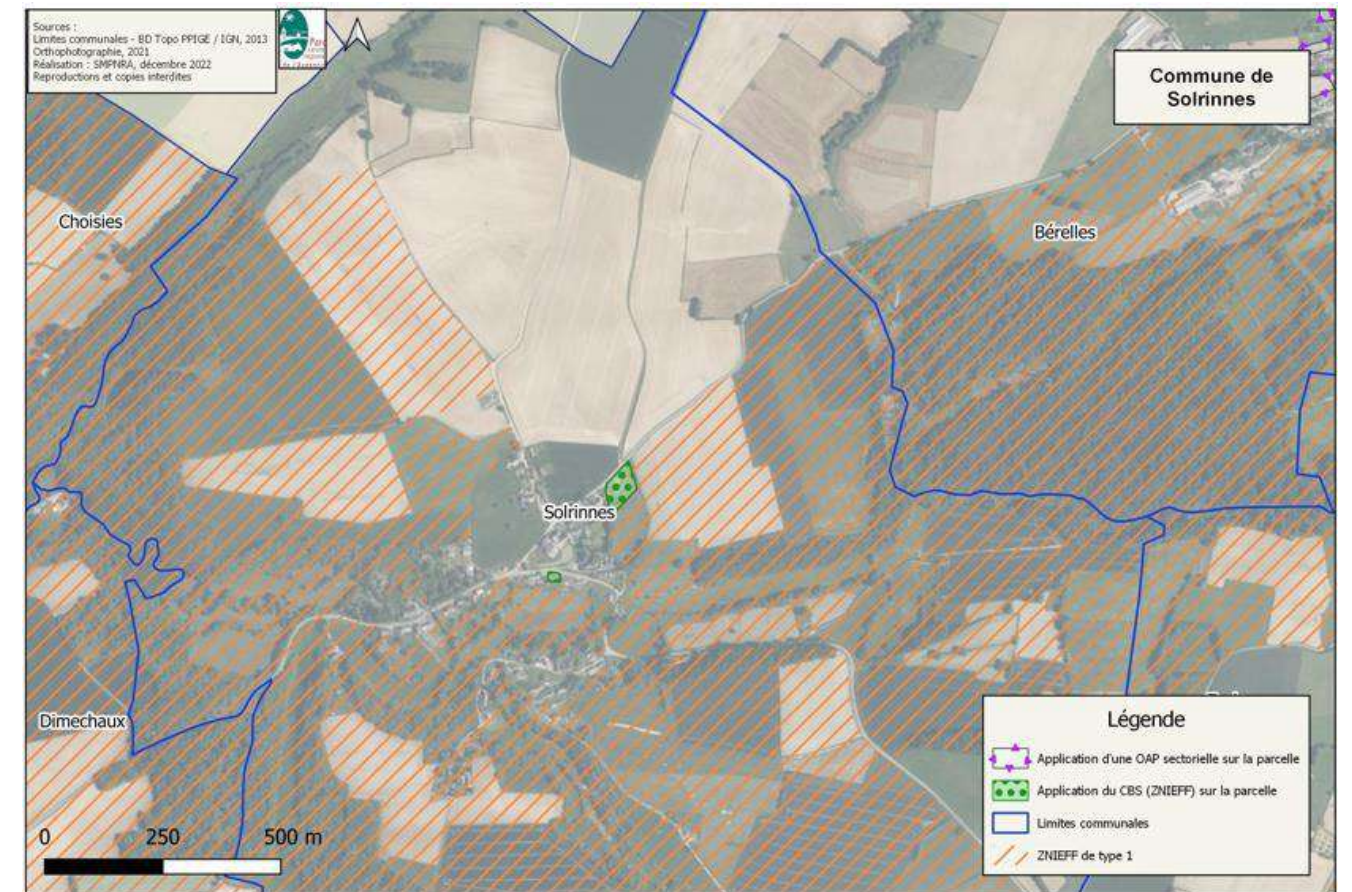 Sources :
Limites communales - BD Topo PPIGE / IGN, 2013
Orthophotographie, 2021
Réalisation : SMPNRA, décembre 2022
Reproductions et copies interdites
Parc
Commune de
Solrinnes
Choisies
Bérelles
Solrinnes
Dimechaux
Légende
Application d'une OAP sectorielle sur la parcelle
Application du CBS (ZNIEFF) sur la parcelle
Limites communales
ZNIEFF de type 1
0 250 500 m